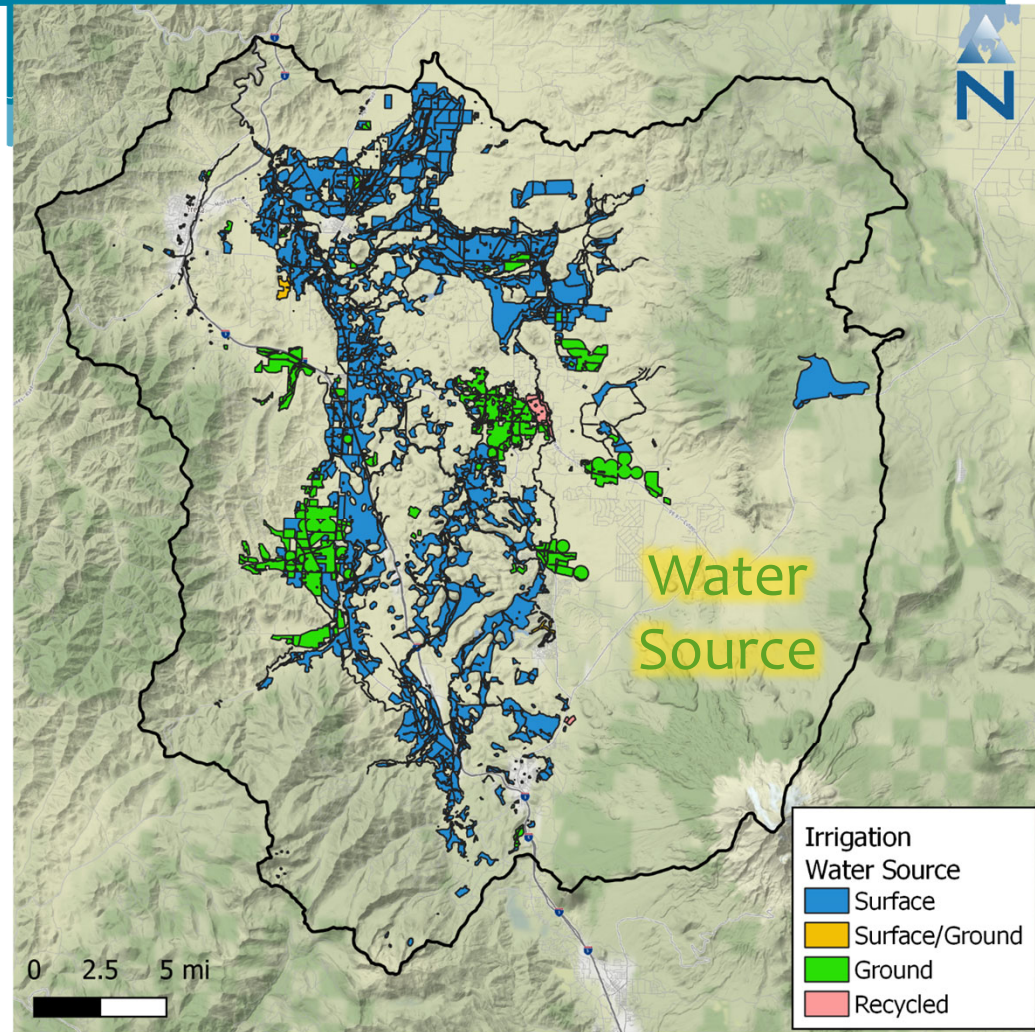 N
Water
Source
Irrigation
Water Source
Surface
Surface/Ground
Ground
Recycled
0 2.5 5 mi